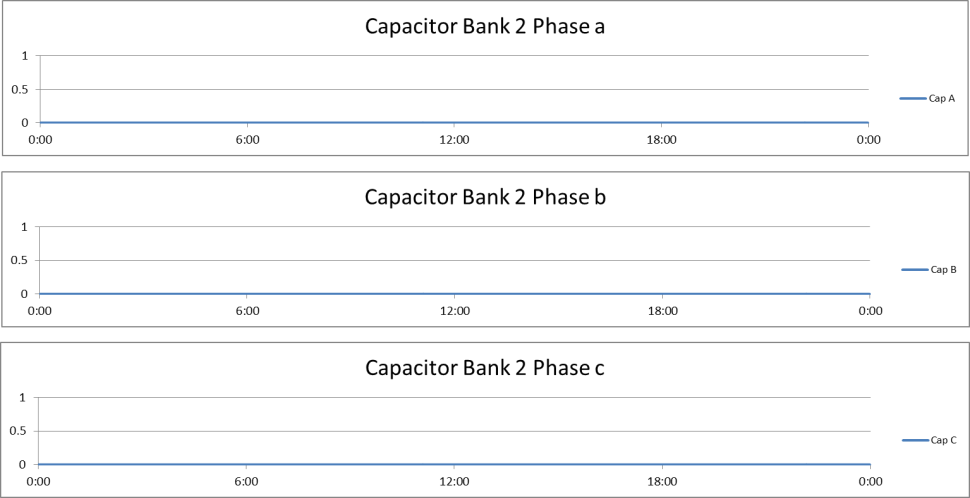 Capacitor Bank 2 Phase a
1
0.5
0
0:00 6:00 12:00 18:00 0:00
Cap A
Capacitor Bank 2 Phase b
1
0.5
0
0:00 6:00 12:00 18:00 0:00
Cap B
Capacitor Bank 2 Phase c
1
0.5
0
0:00 6:00 12:00 18:00 0:00
Cap C